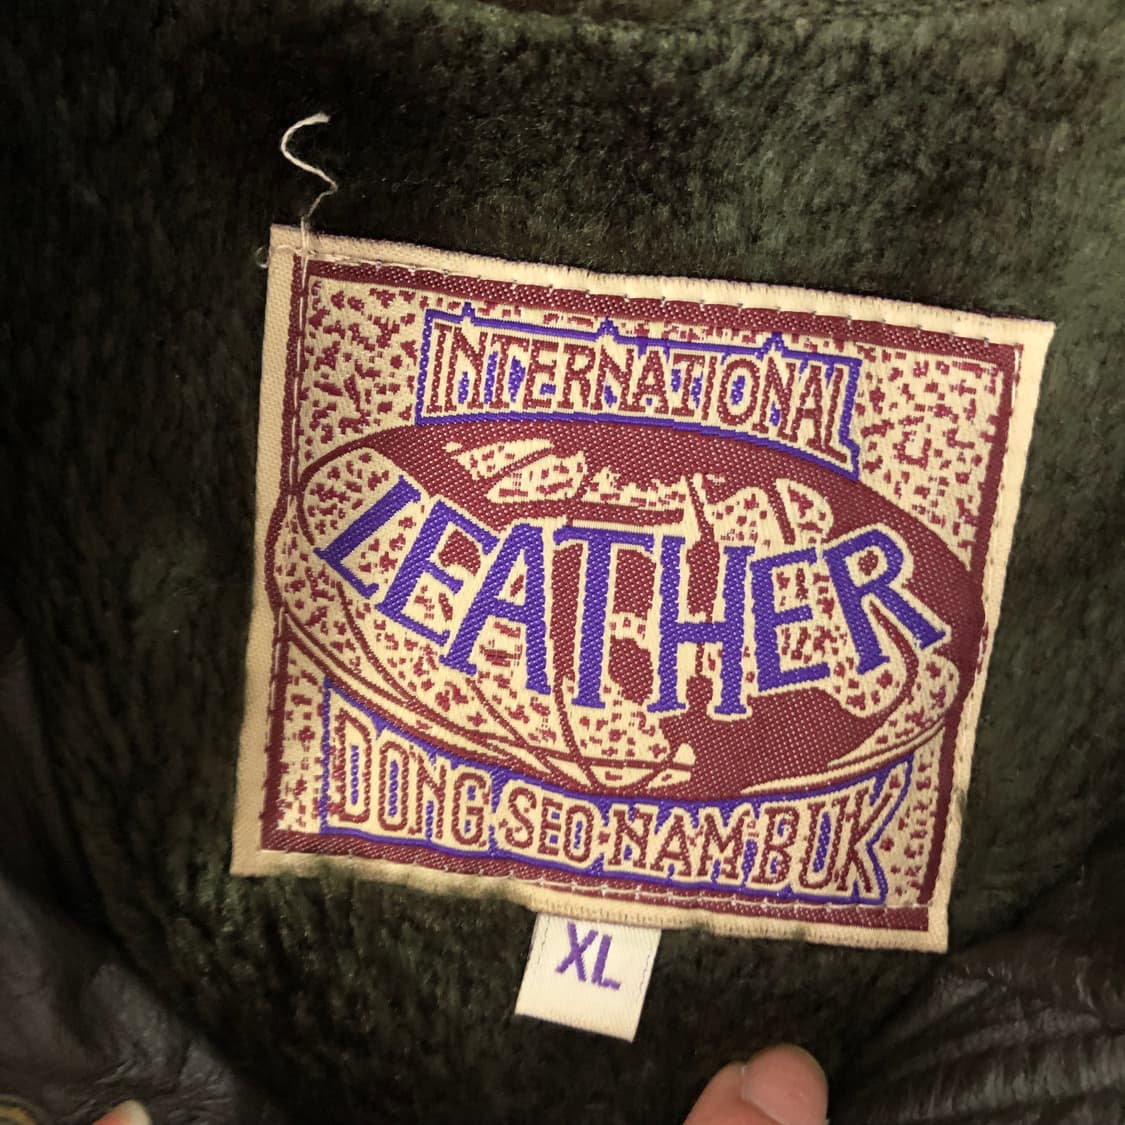 INTERNATIONAL
LEATHER
DONG·SEO·NAM·BUK
XL